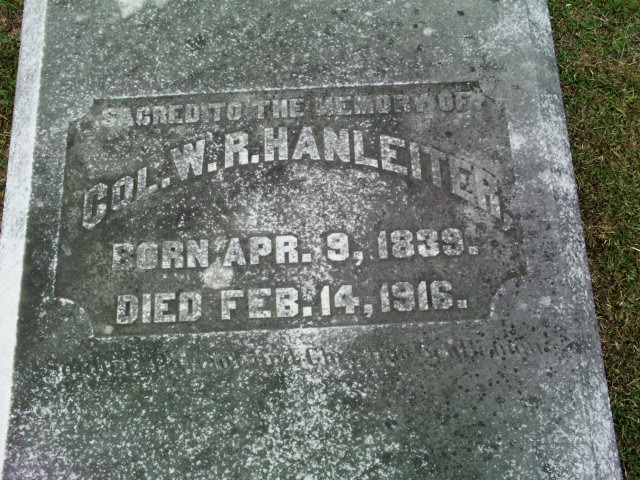 SACRED TO THE MEMORY OF
COL. W. R. HANLEITER,
BORN APR. 9, 1839.
DIED FEB. 14, 1916.